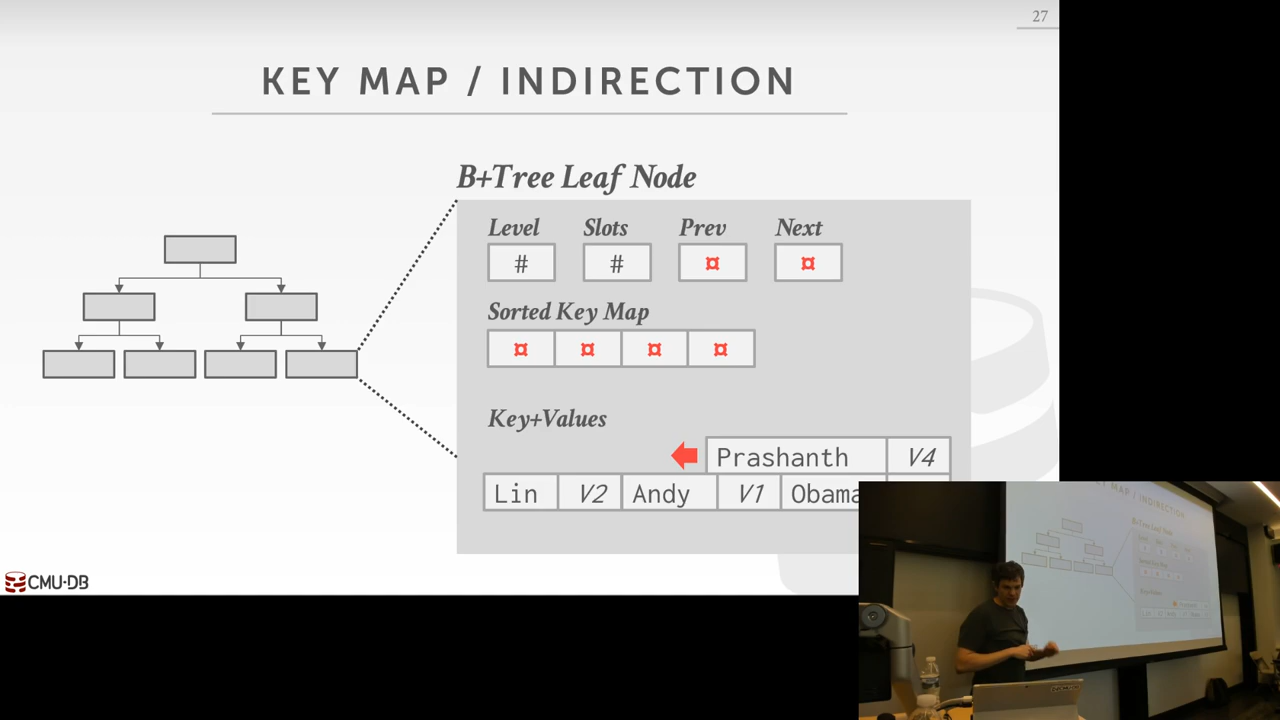 27
KEY MAP / INDIRECTION
B+Tree Leaf Node
Level Slots Prev Next
# # ¤ ¤
Sorted Key Map
¤ ¤ ¤ ¤
Key+Values
Prashanth V4
Lin V2 Andy V1 Obama
CMU·DB